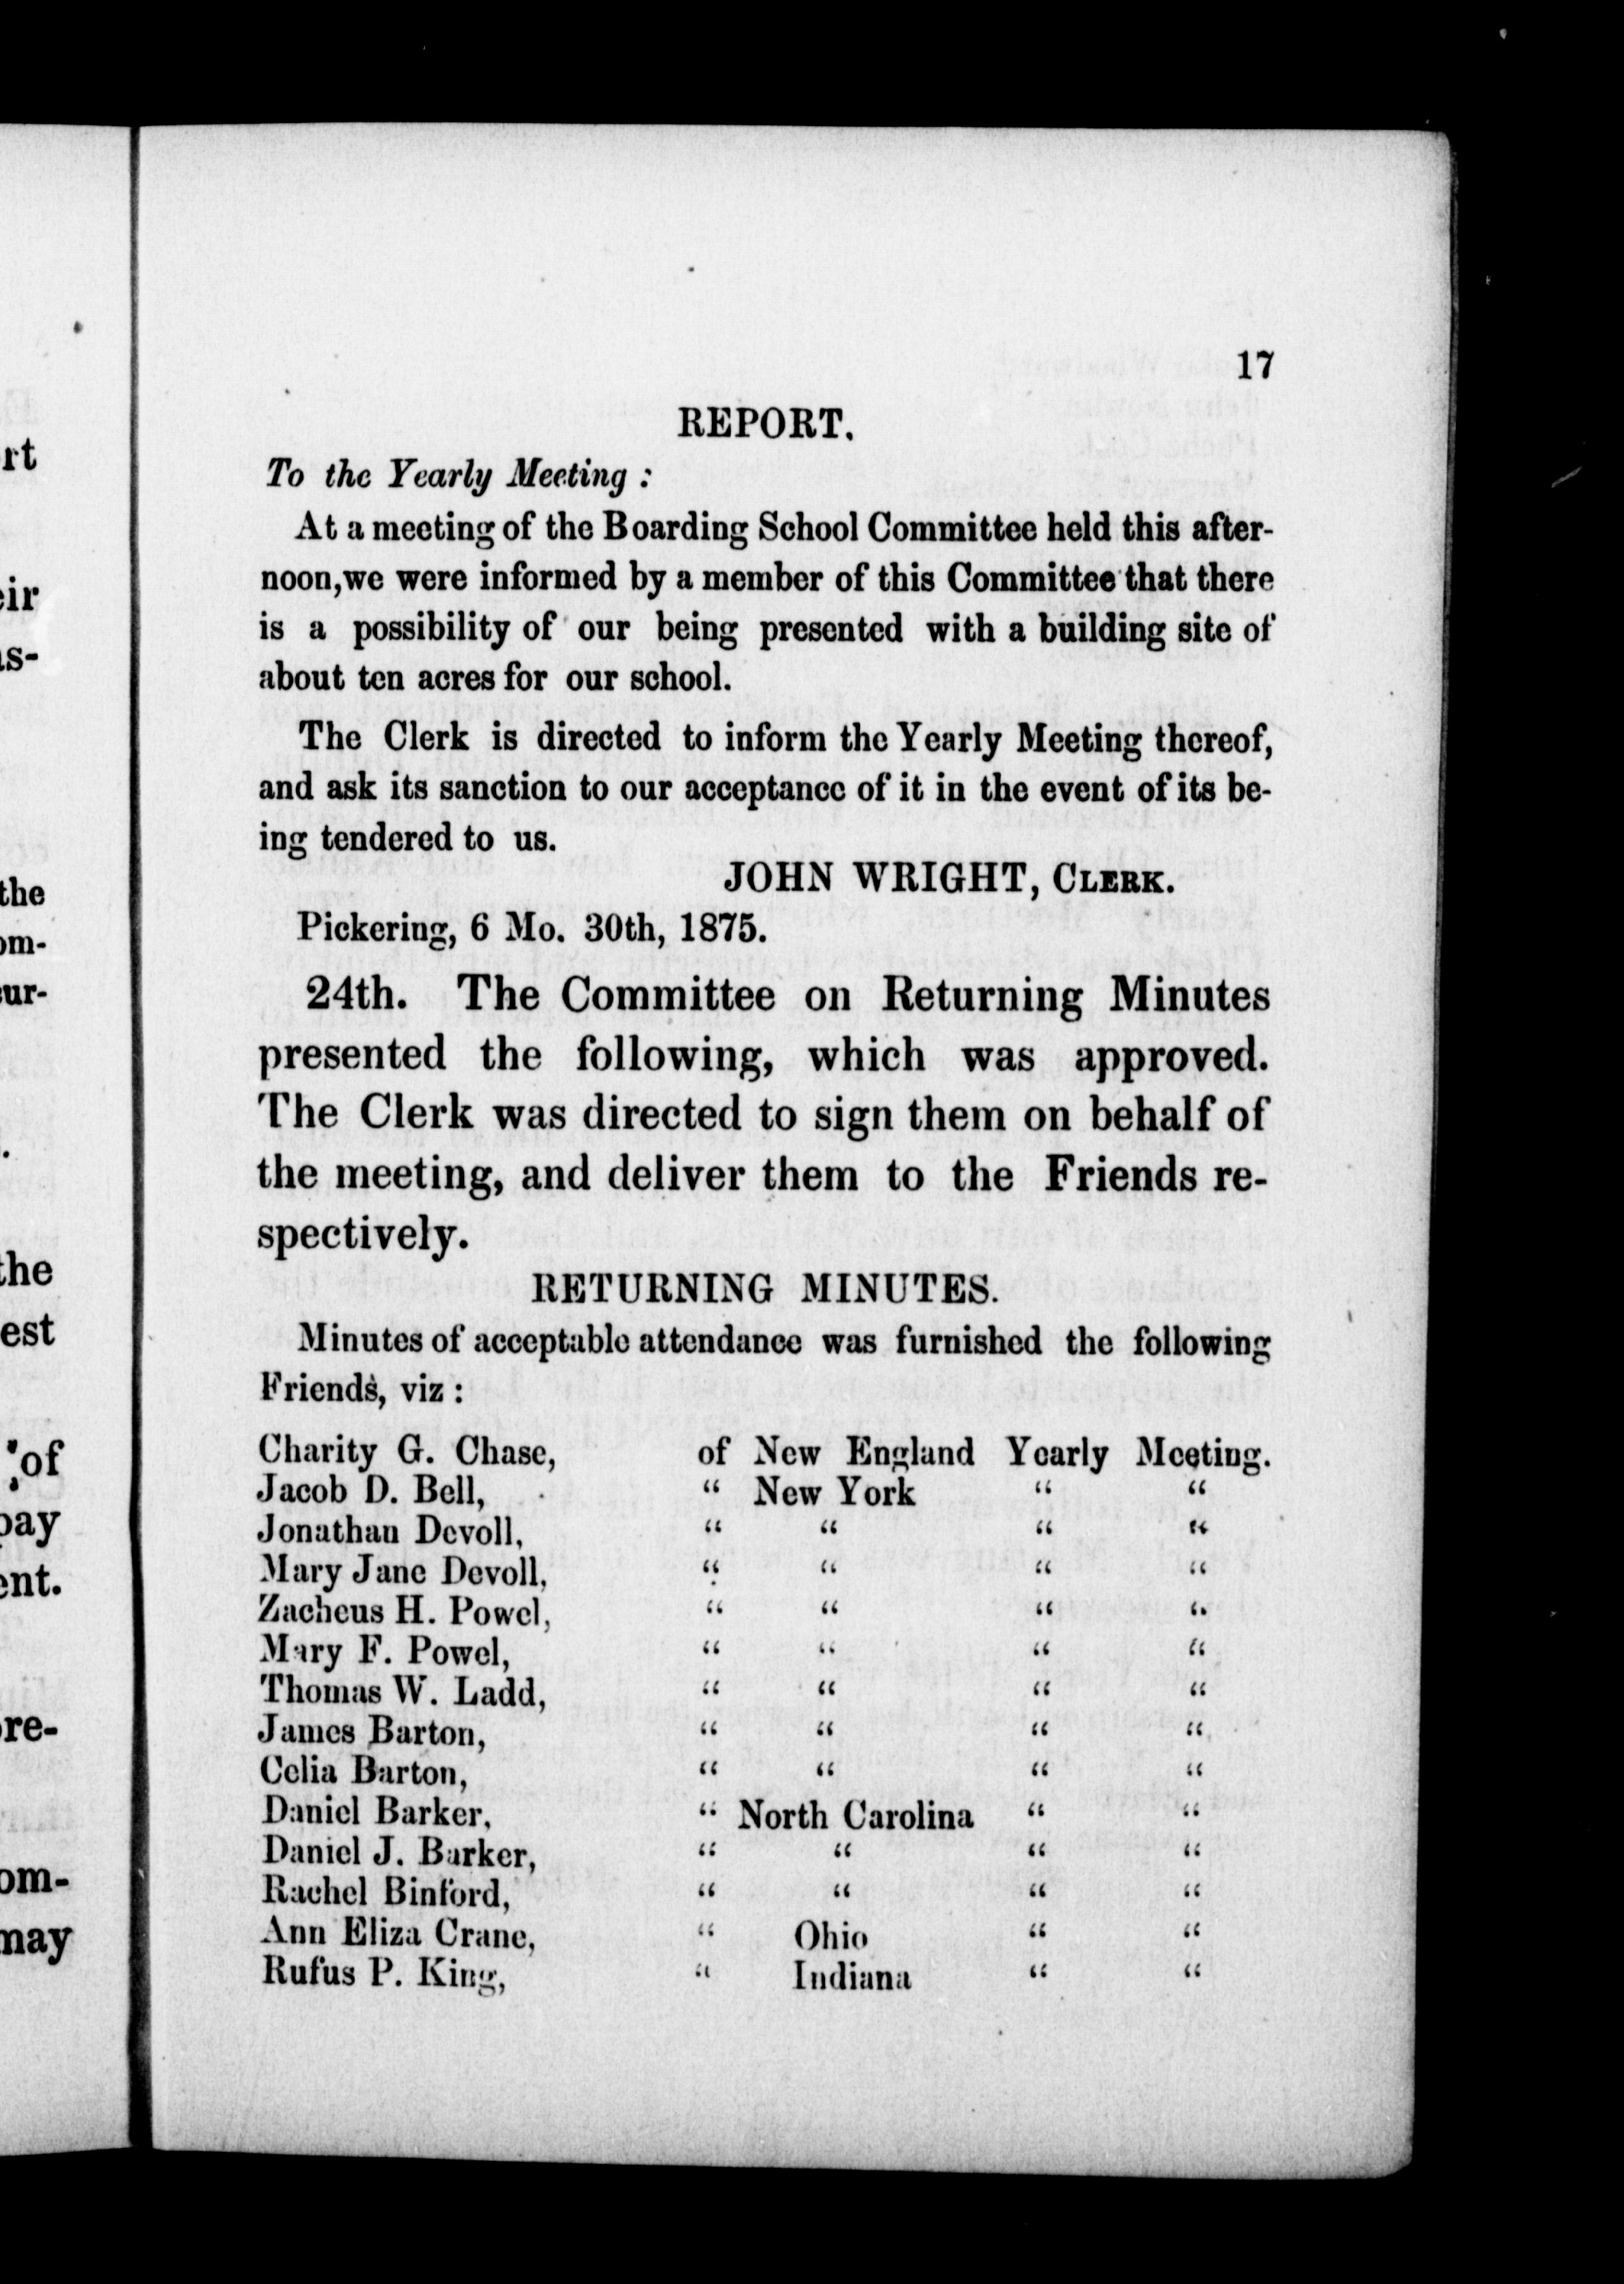 17
REPORT.
To the Yearly Meeting :
At a meeting of the Boarding School Committee held this after-
noon,we were informed by a member of this Committee that there
is a possibility of our being presented with a building site of
about ten acres for our school.
The Clerk is directed to inform the Yearly Meeting thereof,
and ask its sanction to our acceptance of it in the event of its be-
ing tendered to us.
JOHN WRIGHT, CLERK.
Pickering, 6 Mo. 30th, 1875.
24th. The Committee on Returning Minutes
presented the following, which was approved.
The Clerk was directed to sign them on behalf of
the meeting, and deliver them to the Friends re-
spectively.
RETURNING MINUTES.
Minutes of acceptable attendance was furnished the following
Friends, viz :
Charity G. Chase, of New England Yearly Meeting.
Jacob D. Bell, “ New York “ “
Jonathan Devoll, “ “ “ “
Mary Jane Devoll, “ “ “ “
Zacheus H. Powel, “ “ “ “
Mary F. Powel, “ “ “ “
Thomas W. Ladd, “ “ “ “
James Barton, “ “ “ “
Celia Barton, “ “ “ “
Daniel Barker, “ North Carolina “ “
Daniel J. Barker, “ “ “ “
Rachel Binford, “ “ “ “
Ann Eliza Crane, “ Ohio “ “
Rufus P. King, “ Indiana “ “